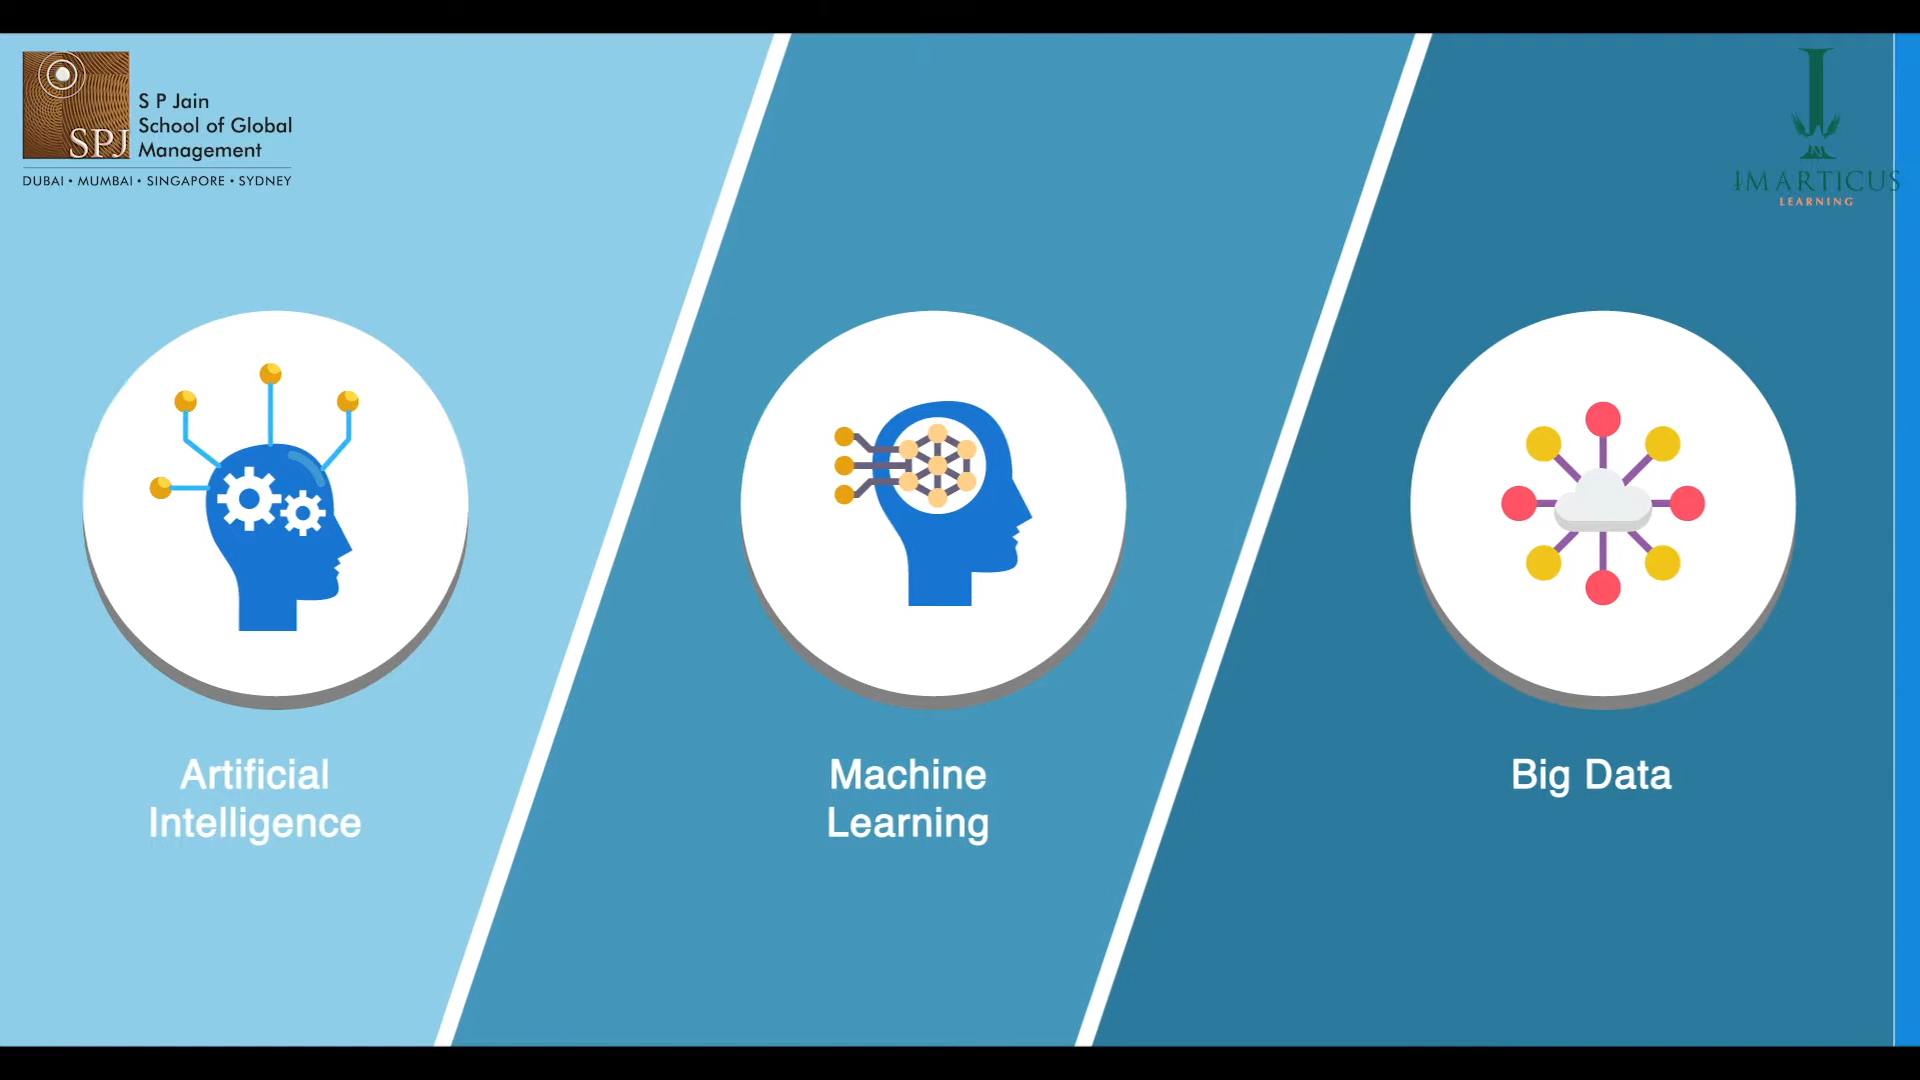 SPJ
S P Jain
School of Global
Management
DUBAI • MUMBAI • SINGAPORE • SYDNEY
IMARTICUS
LEARNING
Artificial
Intelligence
Machine
Learning
Big Data